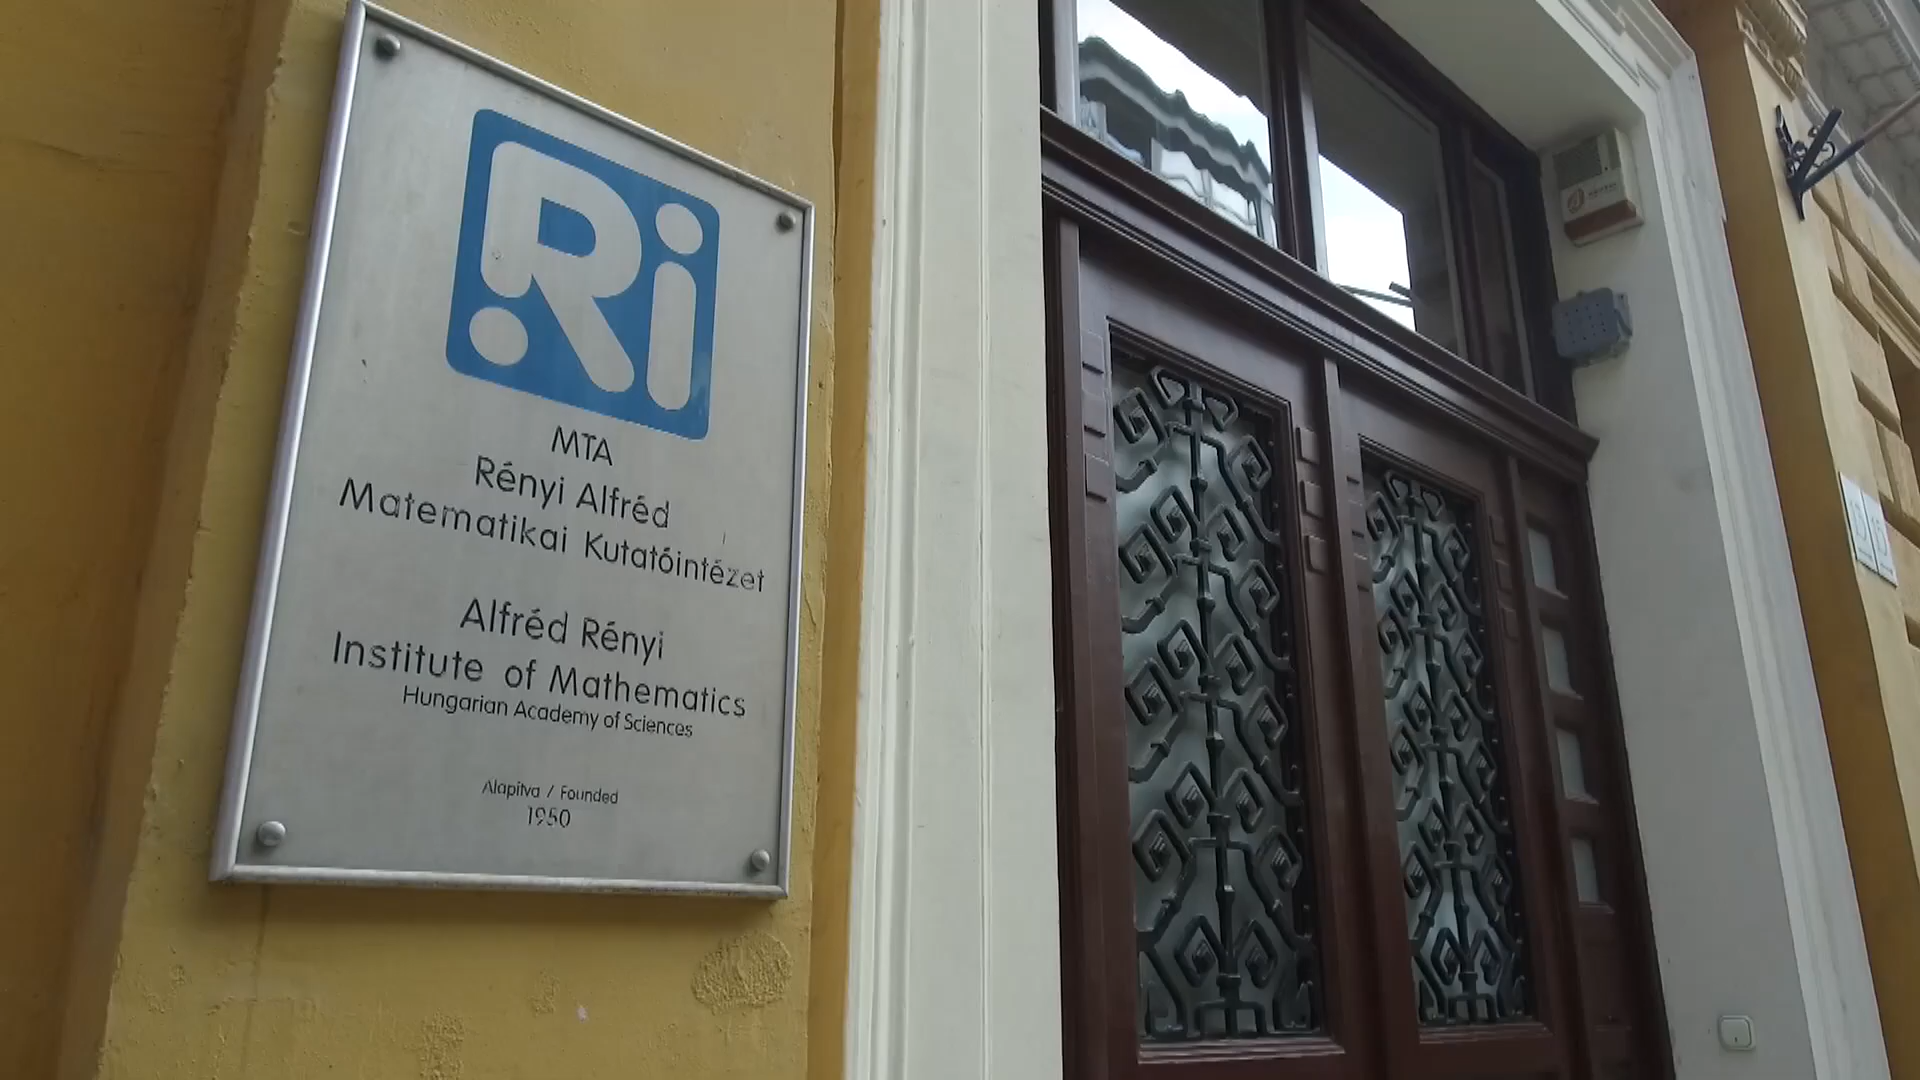 Ri
MTA
Rényi Alfréd
Matematikai Kutatóintézet
Alfréd Rényi
Institute of Mathematics
Hungarian Academy of Sciences
Alapítva / Founded
1950